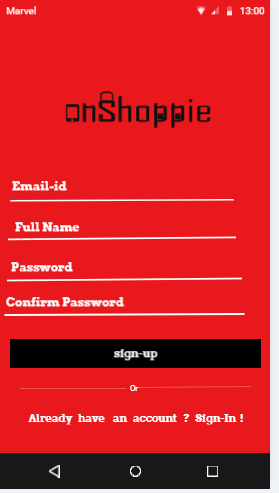 Marvel 13:00
onShoppie
Email-id
Full Name
Password
Confirm Password
sign-up
Or
Already have an account ? Sign-In !